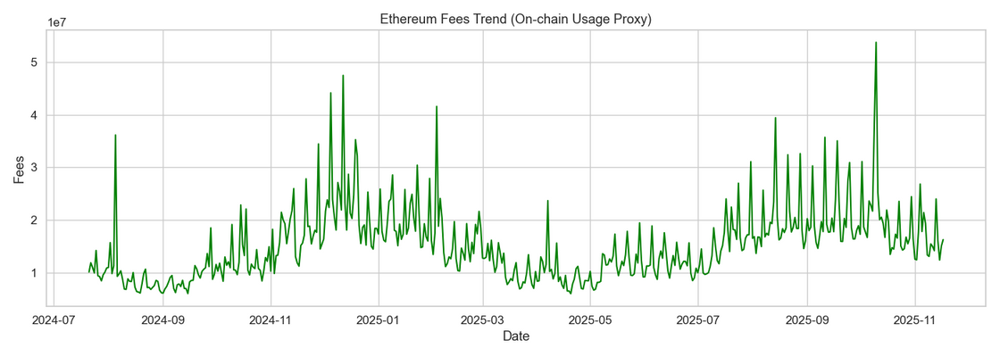 Ethereum Fees Trend (On-chain Usage Proxy)
1e7
5
4
3
2
1
Fees
2024-07 2024-09 2024-11 2025-01 2025-03 2025-05 2025-07 2025-09 2025-11
Date